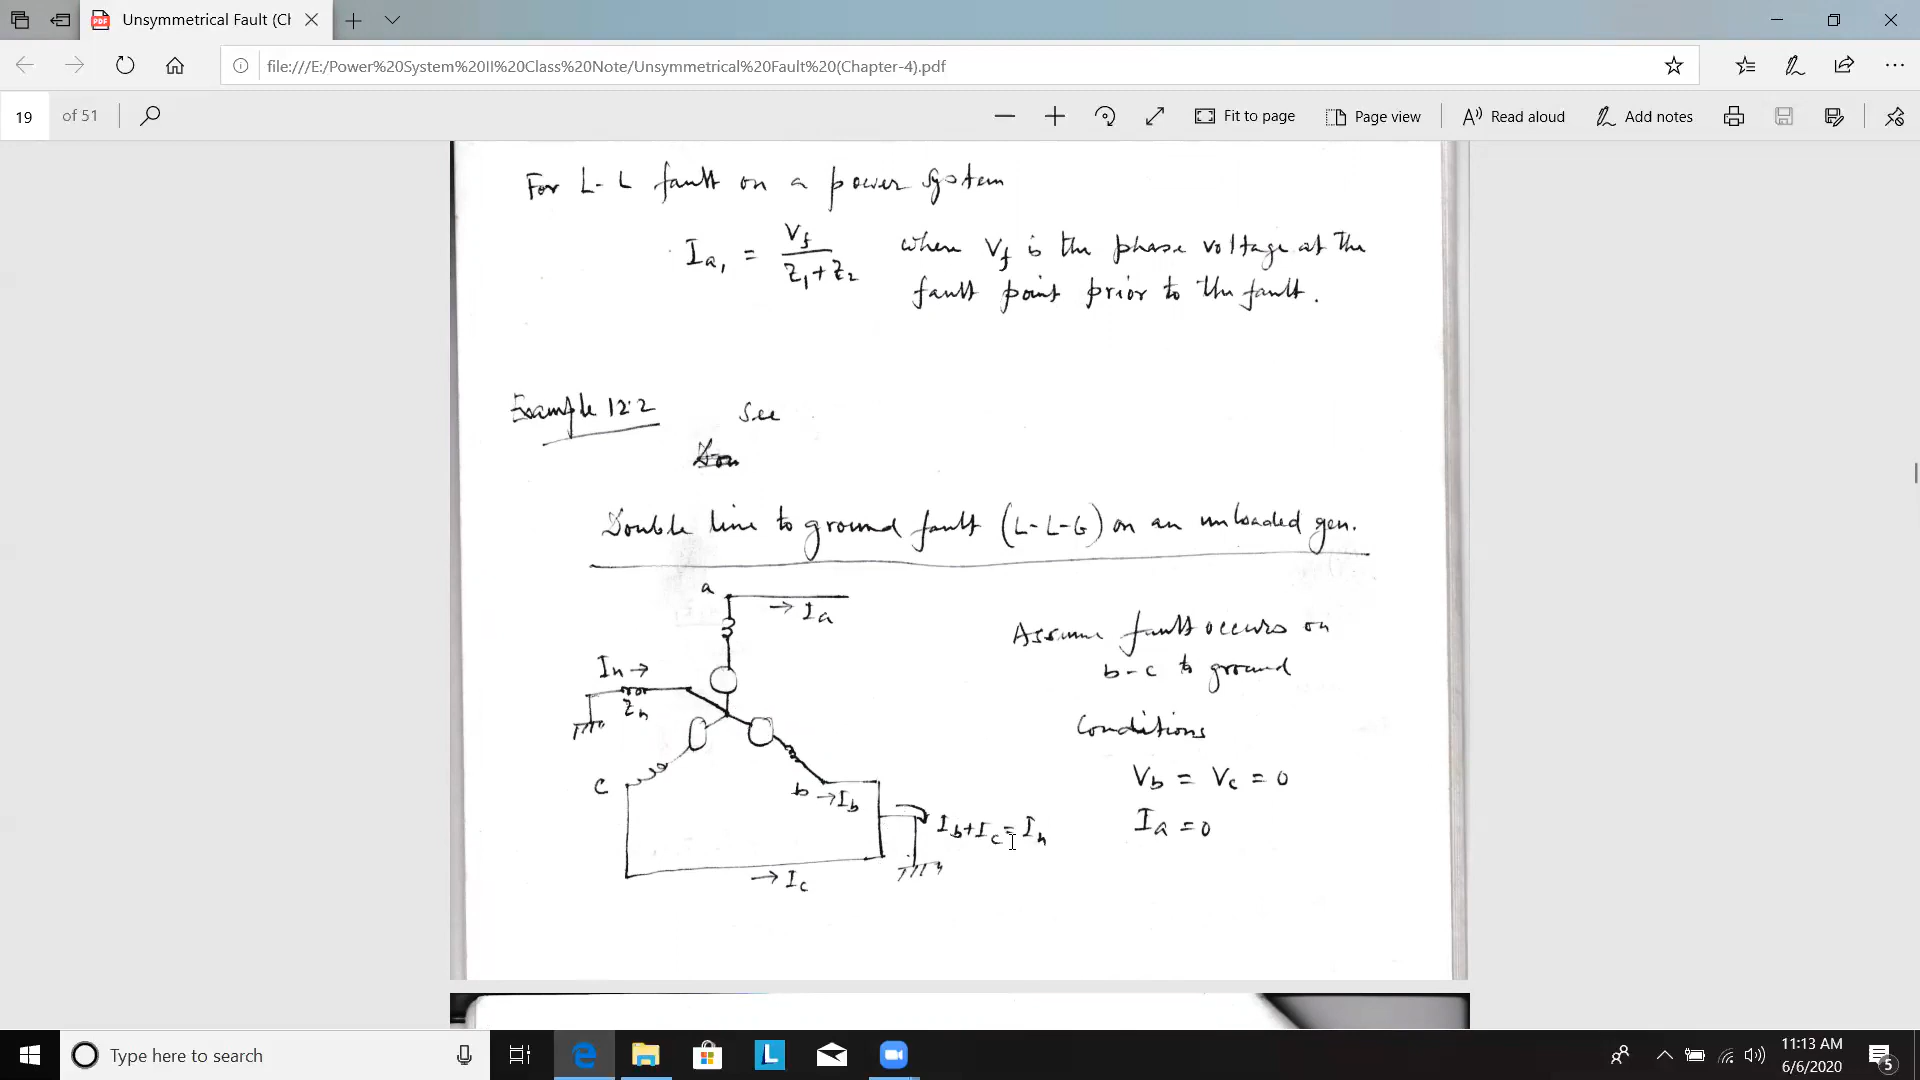 Unsymmetrical Fault (Cl
file:///E:/Power%20System%20II%20Class%20Note/Unsymmetrical%20Fault%20(Chapter-4).pdf
19 of 51
Fit to page
Page view
Read aloud
Add notes
For L-L fault on a power system
Ia1 = Vf / Z1+Z2 where Vf is the phase voltage at the
fault point prior to the fault.
Example 12.2 See
Double line to ground fault (L-L-G) on an unloaded gen.
a
→ Ia
In →
Zn
Assume fault occurs on
b-c to ground
Conditions
Vb = Vc = 0
Ia = 0
c
b → Ib
Ib+Ic = In
→ Ic
Type here to search
L
11:13 AM
6/6/2020
5